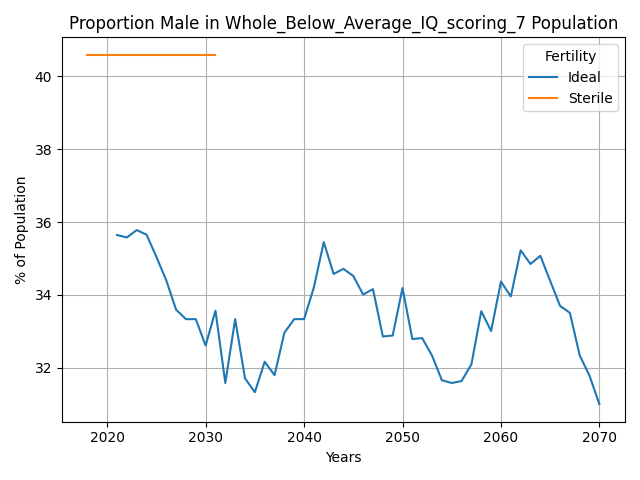 Proportion Male in Whole_Below_Average_IQ_scoring_7 Population
Fertility
Ideal
Sterile
% of Population
40
38
36
34
32
2020
2030
2040
2050
2060
2070
Years